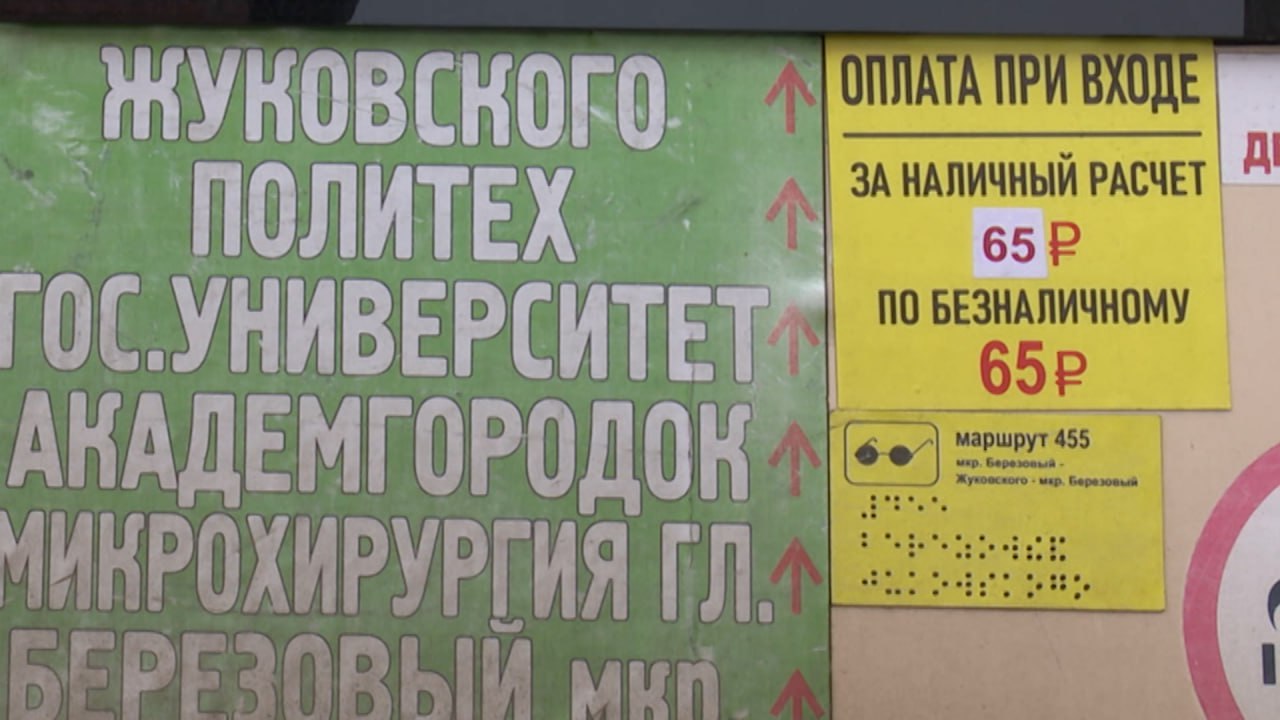 ЖУКОВСКОГО
ПОЛИТЕХ
ГОС.УНИВЕРСИТЕТ
АКАДЕМГОРОДОК
МИКРОХИРУРГИЯ ГЛ.
БЕРЕЗОВЫЙ МКР.
ОПЛАТА ПРИ ВХОДЕ
ЗА НАЛИЧНЫЙ РАСЧЕТ
65 ₽
ПО БЕЗНАЛИЧНОМУ
65 ₽
маршрут 455
мкр. Березовый -
Жуковского - мкр. Березовый